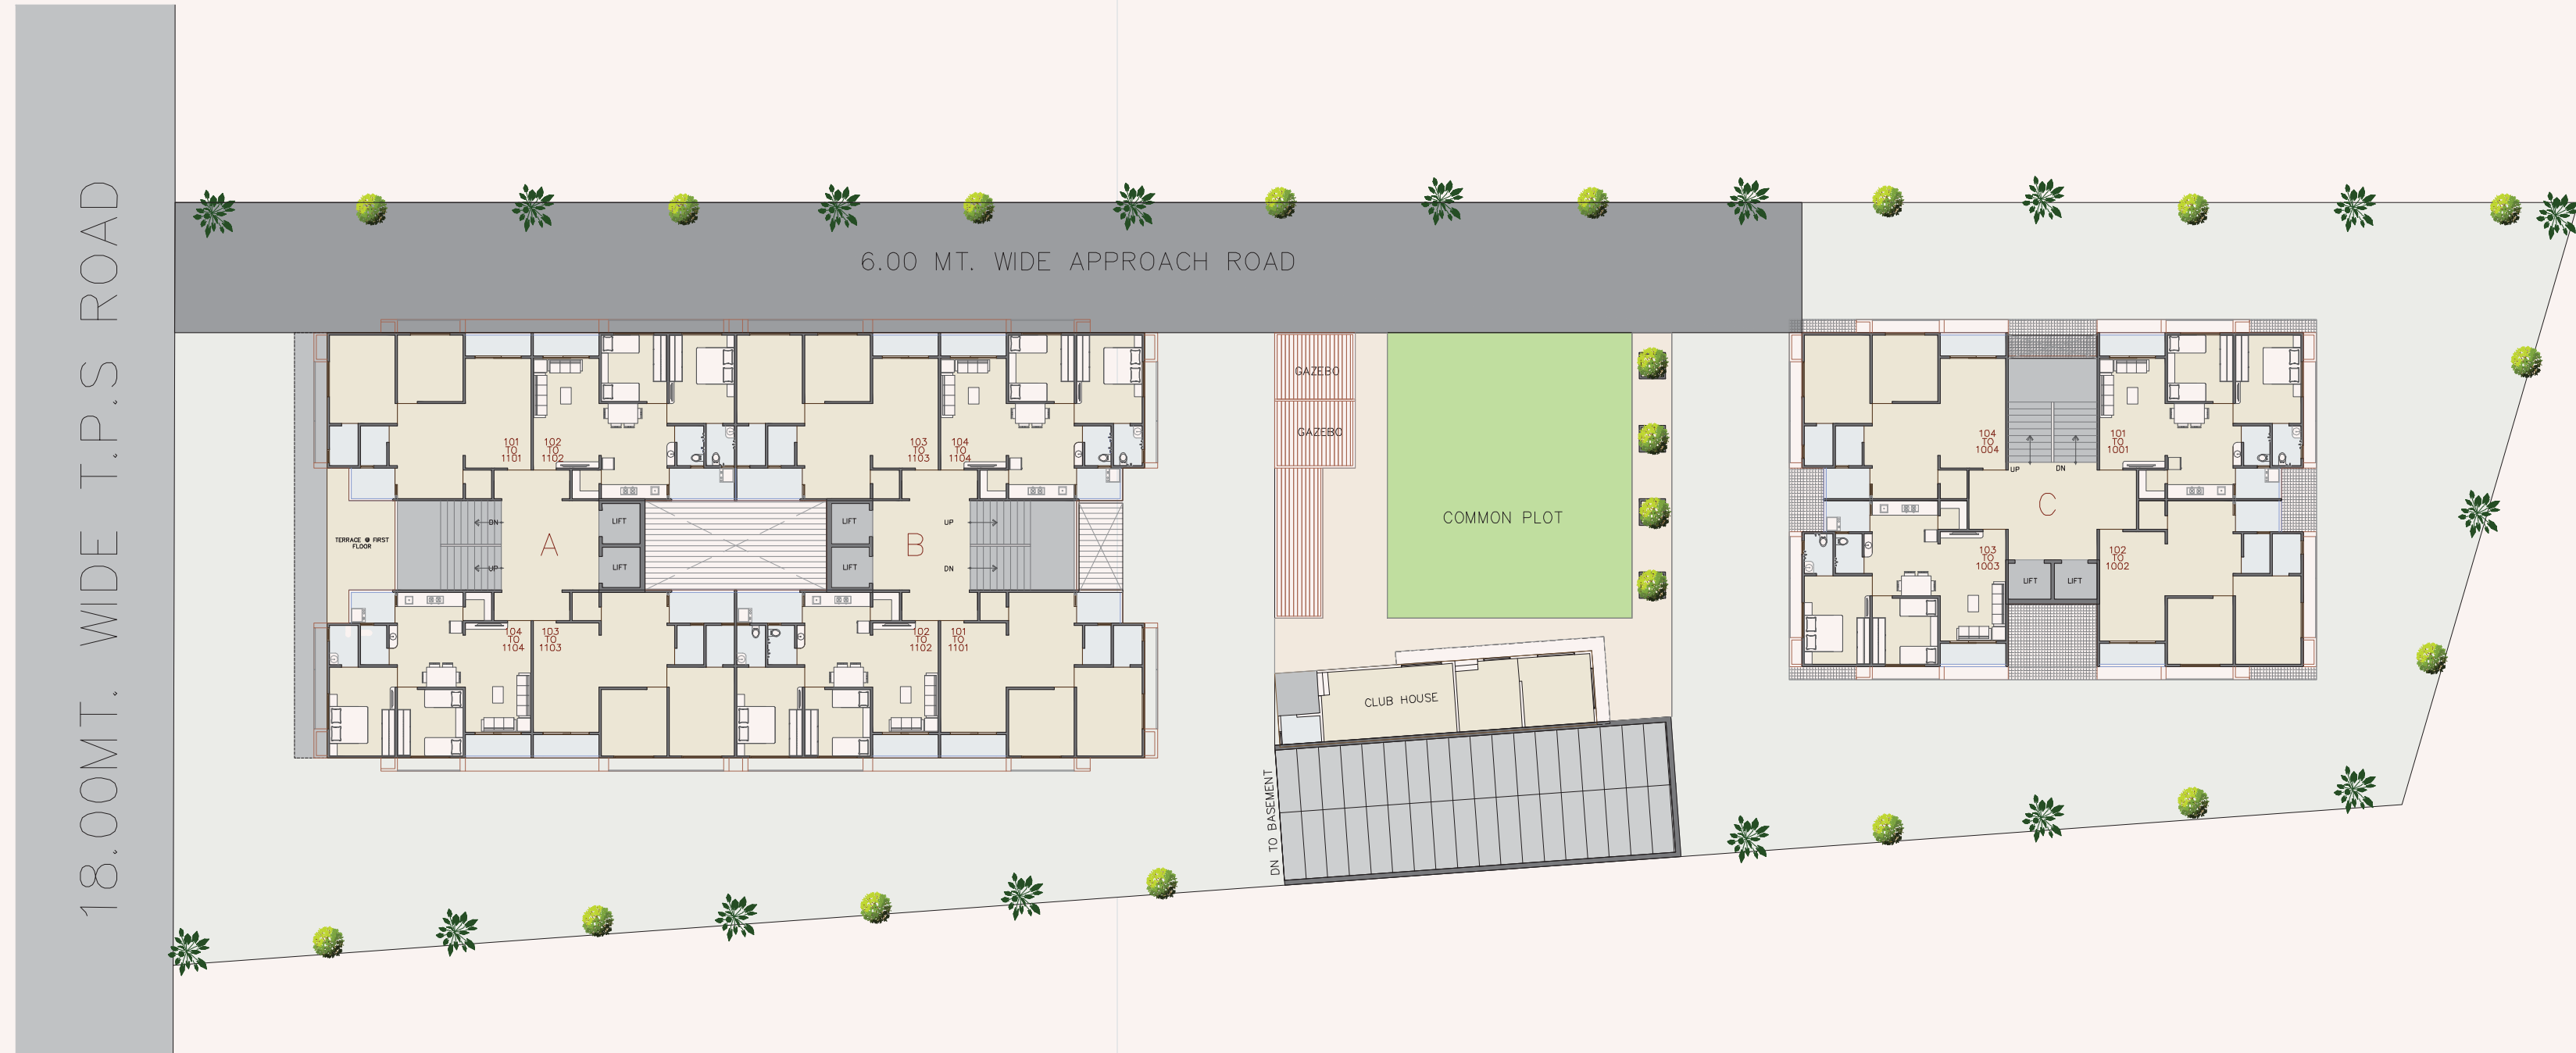 18.00MT. WIDE T.P.S ROAD
6.00 MT. WIDE APPROACH ROAD
101
TO
1101
102
TO
1102
103
TO
1103
104
TO
1104
DN
UP
LIFT
LIFT
A
TERRACE @ FIRST
FLOOR
LIFT
LIFT
B
UP
DN
104
TO
1104
103
TO
1103
102
TO
1102
101
TO
1101
GAZEBO
GAZEBO
COMMON PLOT
CLUB HOUSE
DN TO BASEMENT
104
TO
1004
101
TO
1001
UP
DN
C
103
TO
1003
102
TO
1002
LIFT
LIFT